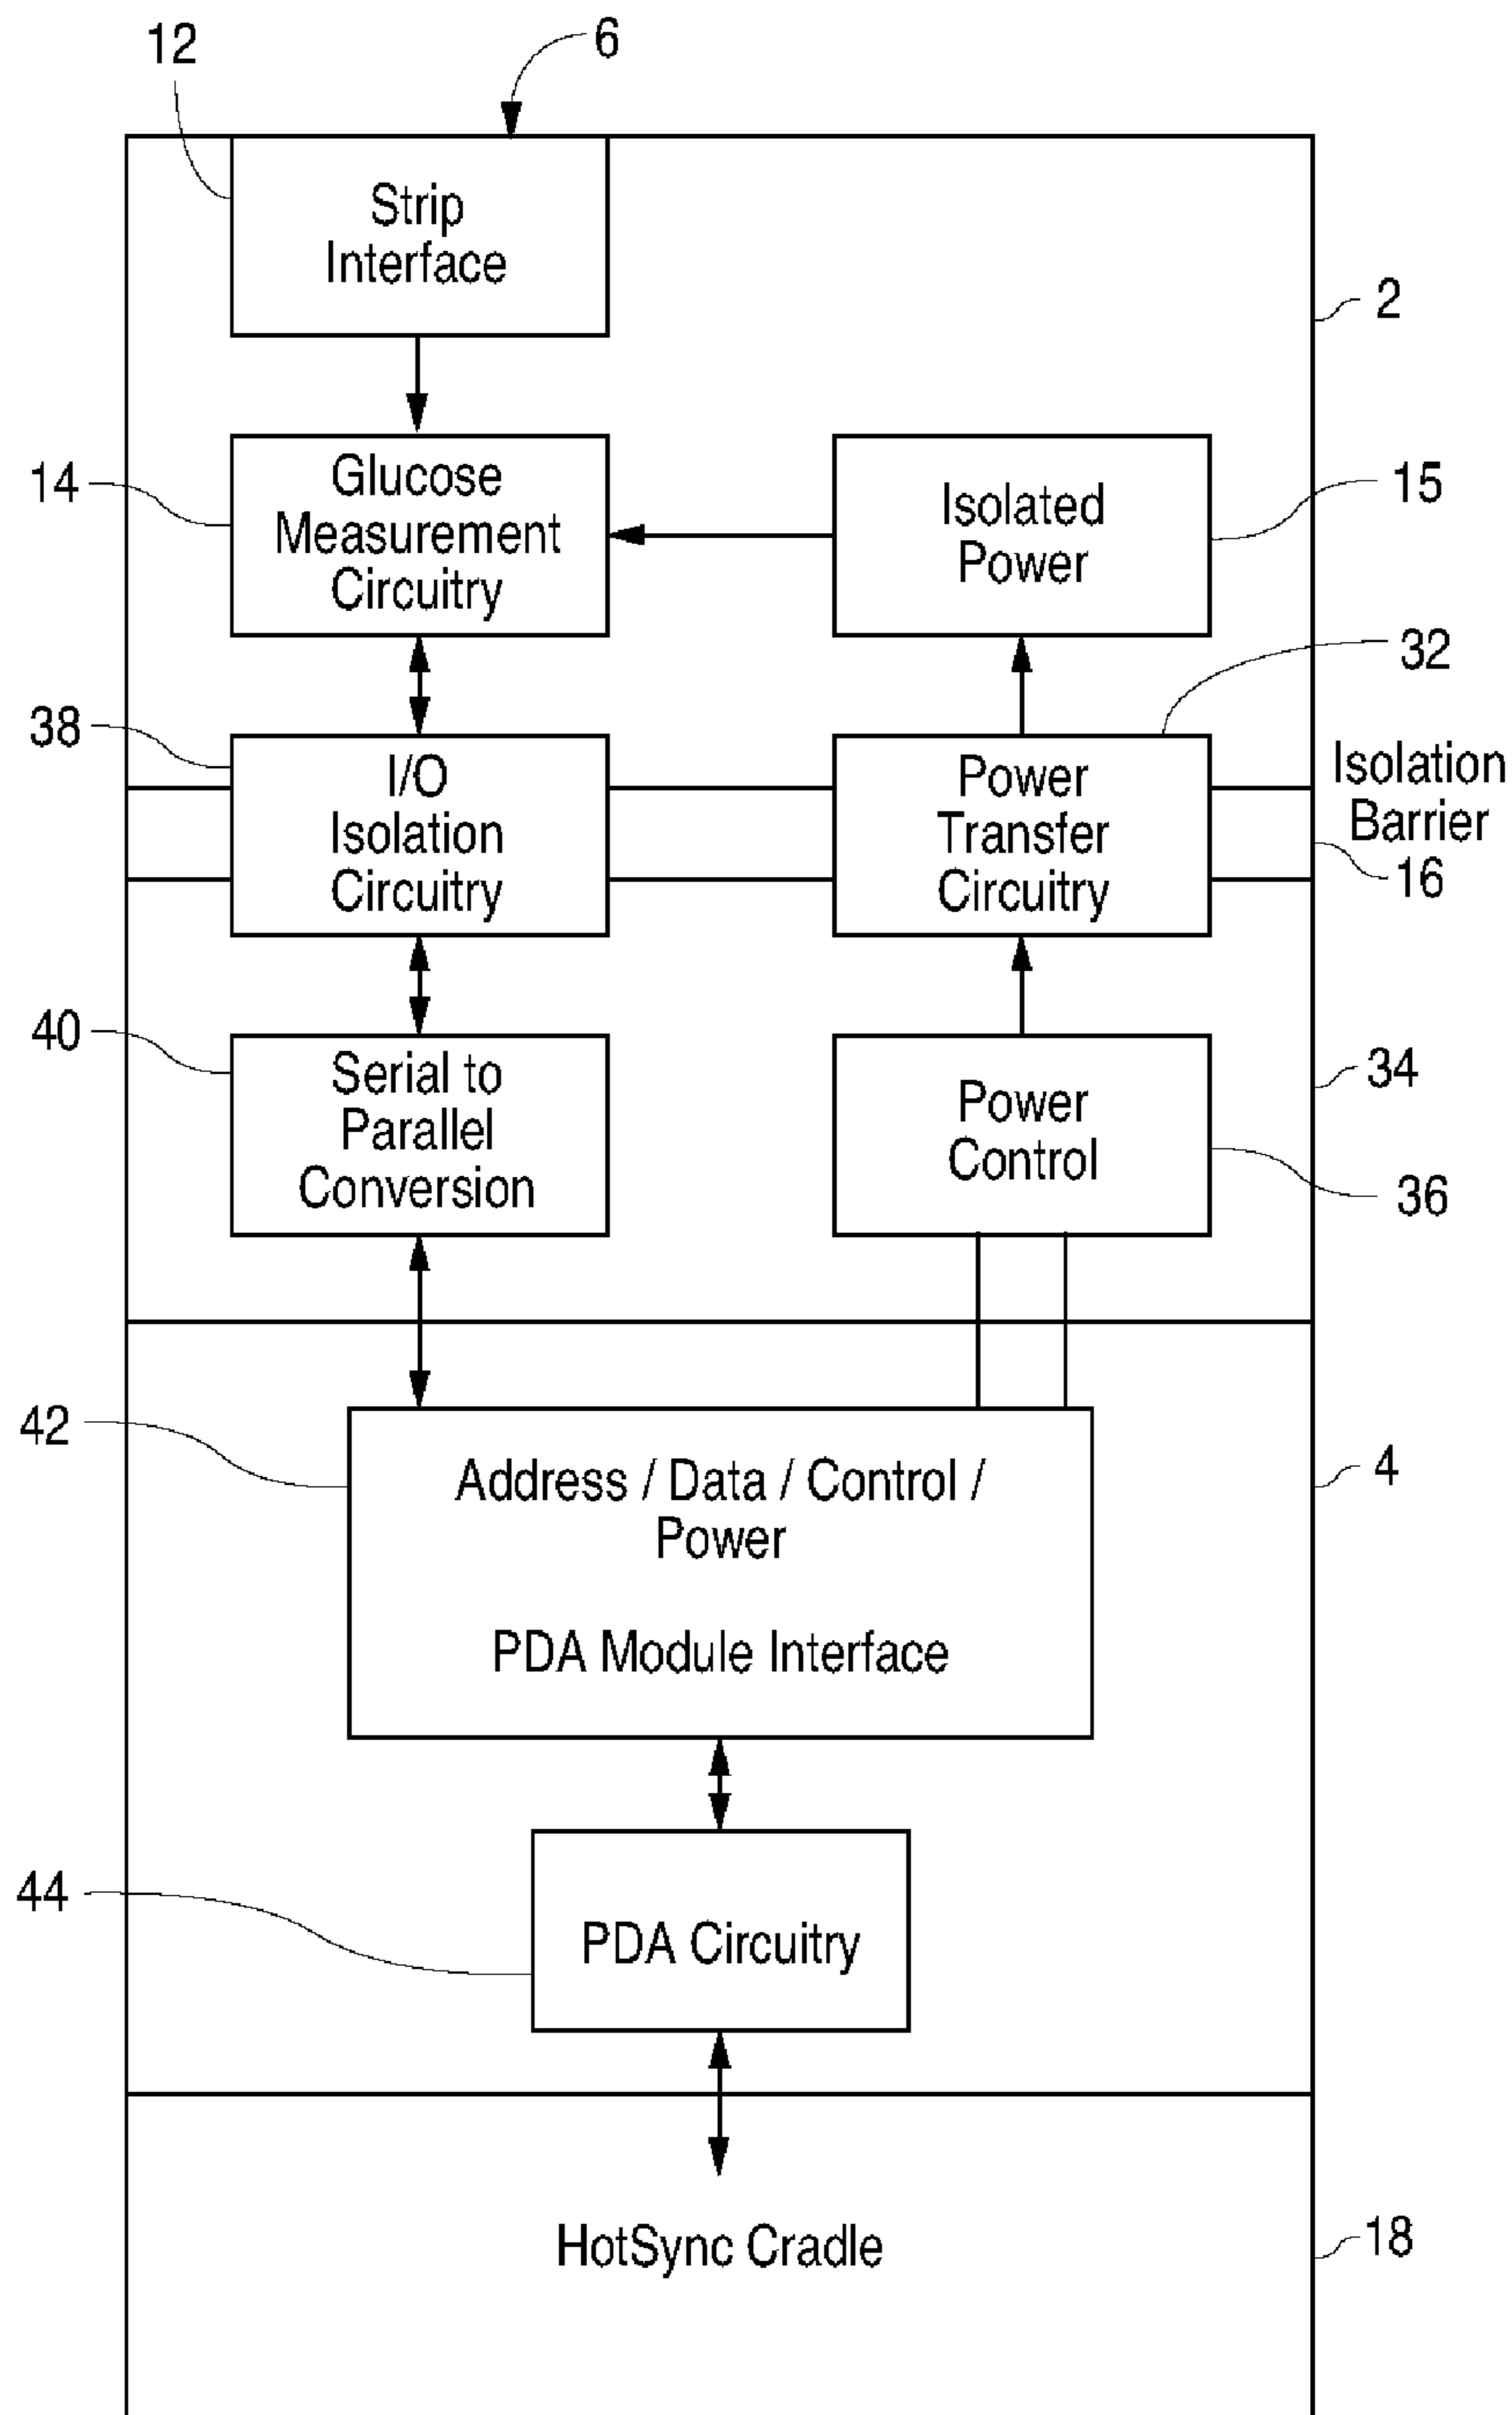 12
6
Strip
Interface
2
14
Glucose
Measurement
Circuitry
Isolated
Power
15
32
38
I/O
Isolation
Circuitry
Power
Transfer
Circuitry
Isolation
Barrier
16
40
Serial to
Parallel
Conversion
Power
Control
34
36
42
Address / Data / Control /
Power
PDA Module Interface
4
44
PDA Circuitry
HotSync Cradle
18